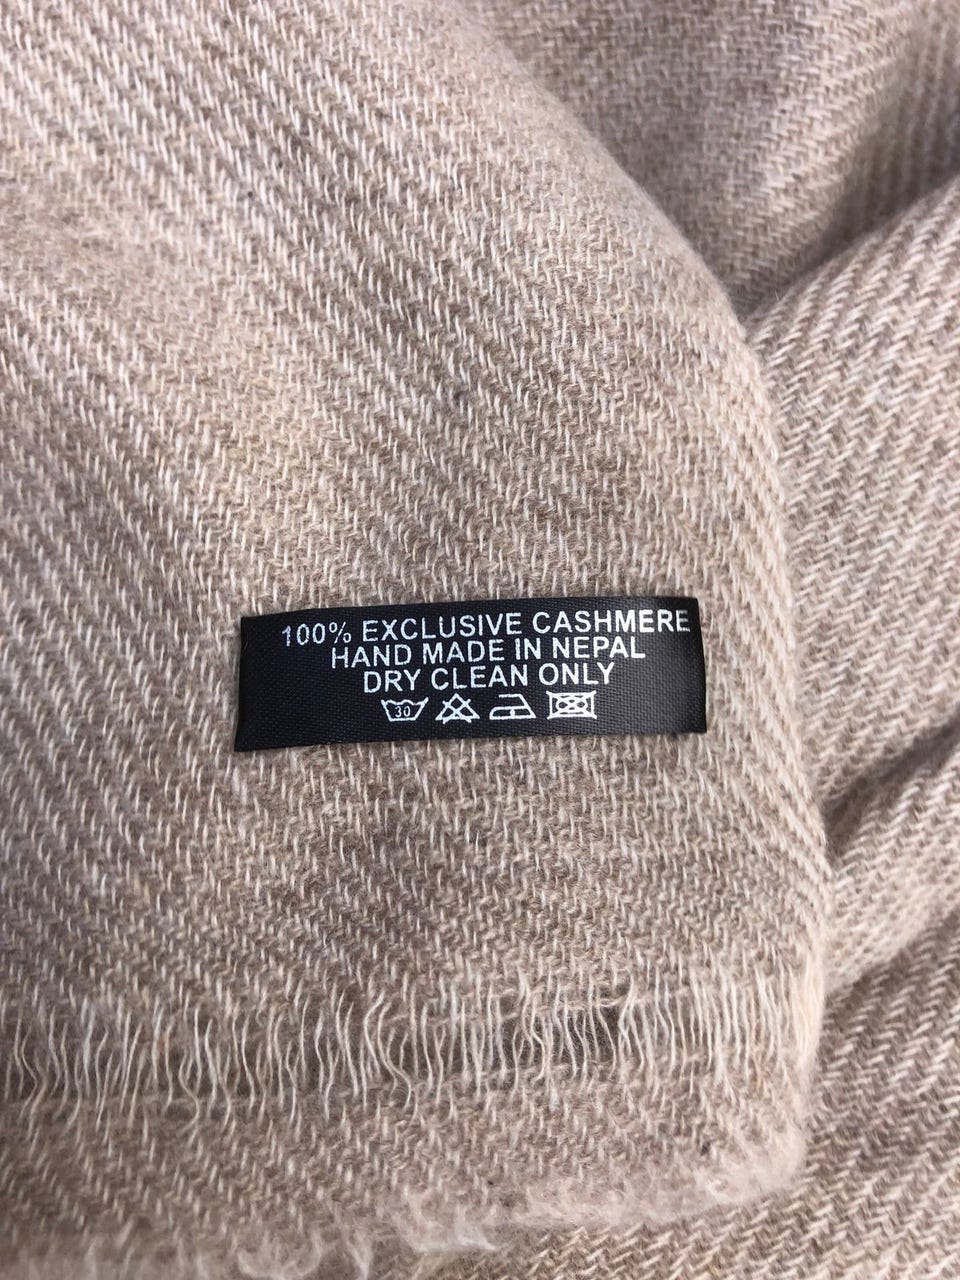 100% EXCLUSIVE CASHMERE
HAND MADE IN NEPAL
DRY CLEAN ONLY
30